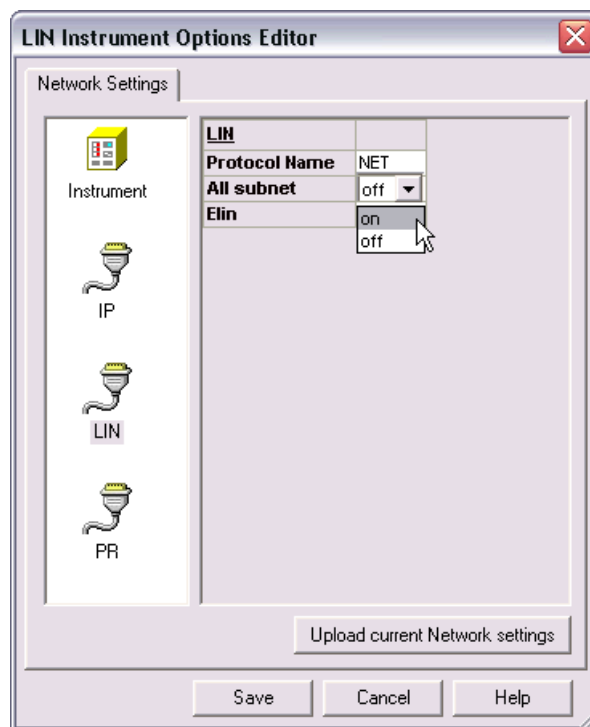 LIN Instrument Options Editor
Network Settings
Instrument
IP
LIN
PR
LIN
Protocol Name NET
All subnet off
Elin
on
off
Upload current Network settings
Save Cancel Help